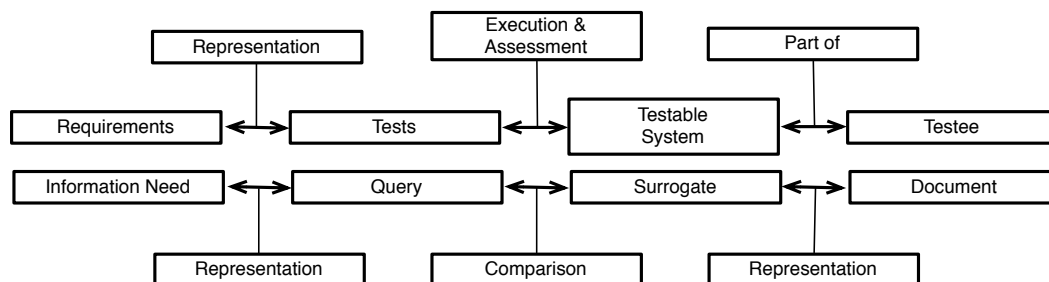 Representation
Execution &
Assessment
Part of
Requirements
Tests
Testable
System
Testee
Information Need
Query
Surrogate
Document
Representation
Comparison
Representation